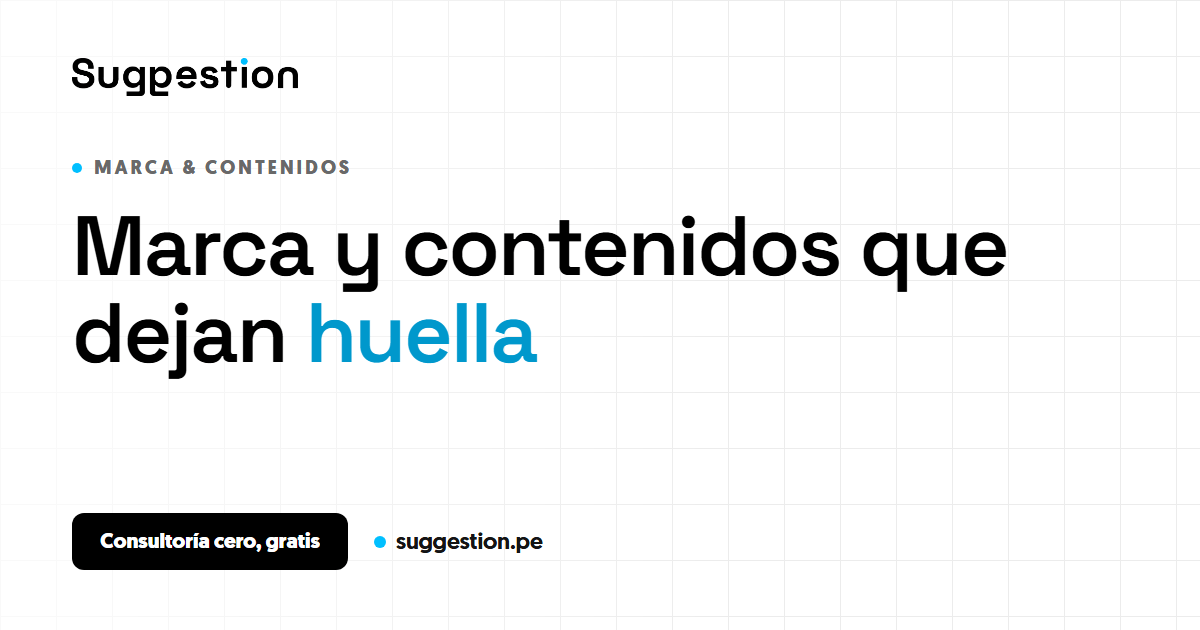 Suggestion
MARCA & CONTENIDOS
Marca y contenidos que
dejan huella
Consultoría cero, gratis
suggestion.pe